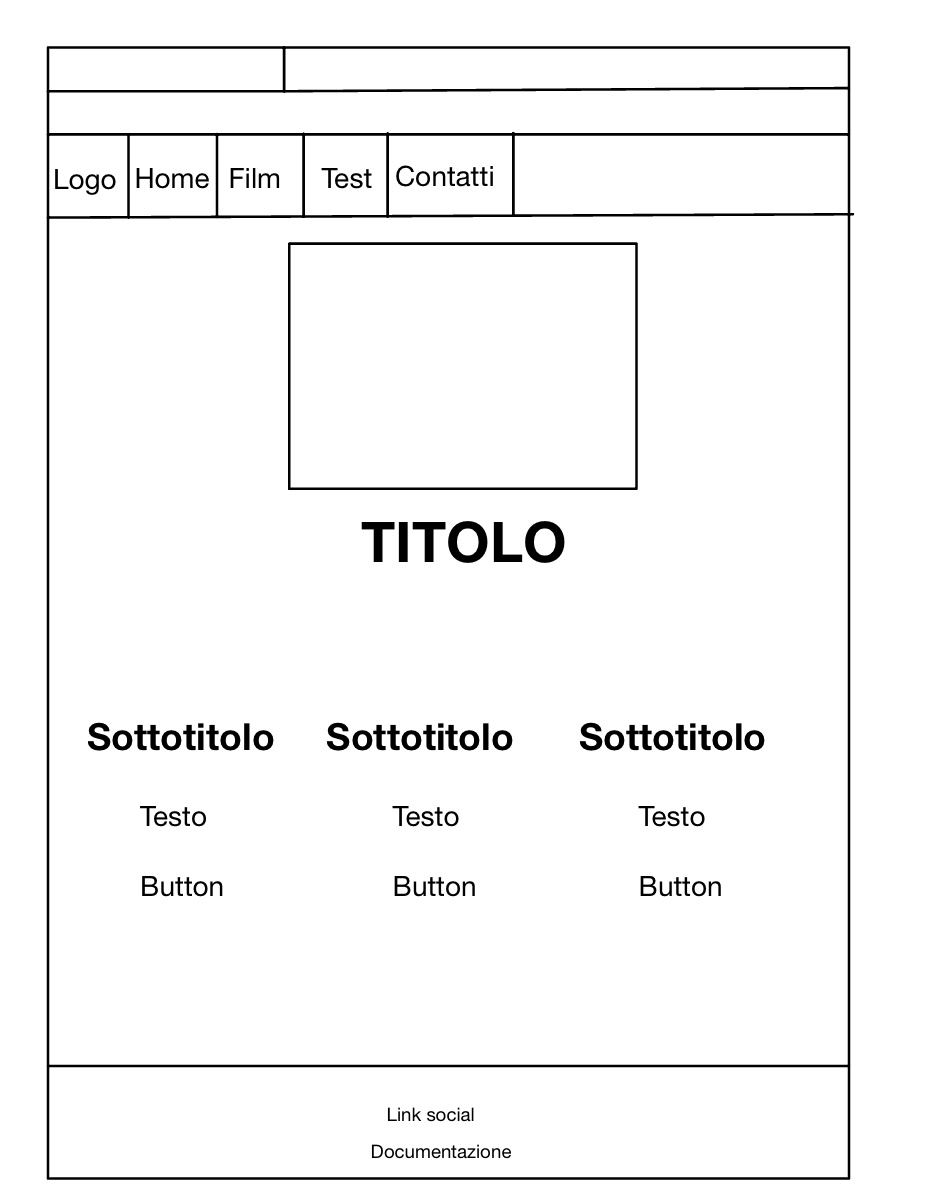 Logo Home Film Test Contatti
TITOLO
Sottotitolo Sottotitolo Sottotitolo
Testo Testo Testo
Button Button Button
Link social
Documentazione